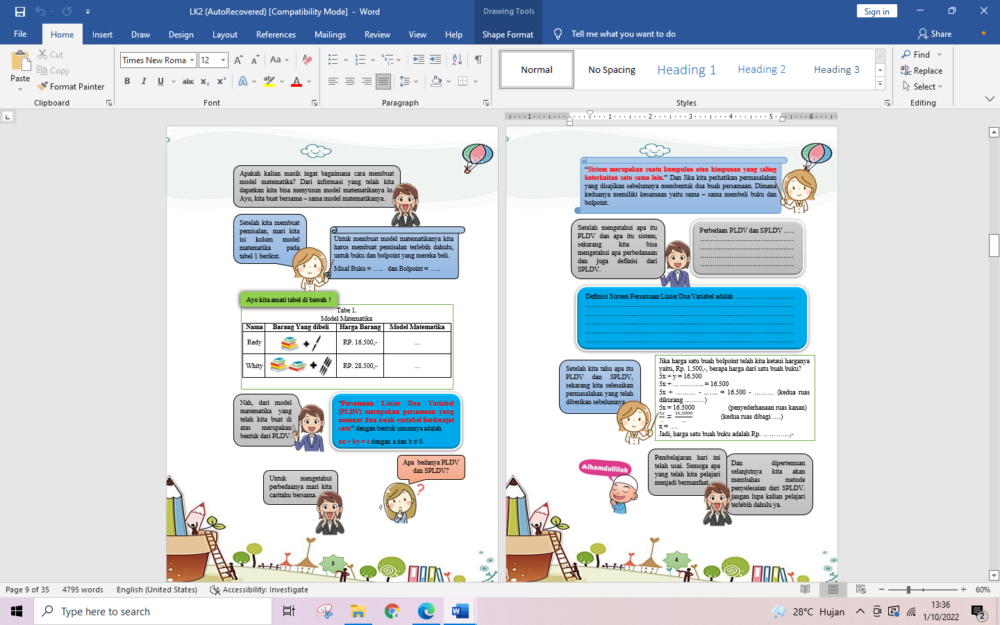 LK2 (AutoRecovered) [Compatibility Mode] - Word
Drawing Tools
Sign in
File
Home
Insert
Draw
Design
Layout
References
Mailings
Review
View
Help
Shape Format
Tell me what you want to do
Share
Paste
Cut
Copy
Format Painter
Clipboard
Times New Roma
12
Font
Paragraph
Normal
No Spacing
Heading 1
Heading 2
Heading 3
Styles
Find
Replace
Select
Editing
Apakah kalian masih ingat bagaimana cara membuat
model matematika? Dari informasi yang telah kita
dapatkan kita bisa menyusun model matematikanya lo.
Ayo, kita buat bersama – sama model matematikanya.
Setelah kita membuat
pemisalan, mari kita
isi kolom model
matematika pada
tabel 1 berikut.
Untuk membuat model matematikanya kita
harus membuat pemisalan terlebih dahulu,
untuk buku dan bolpoint yang mereka beli.
Misal Buku = ….. dan Bolpoint = …..
Ayo kita amati tabel di bawah !
Tabe 1.
Model Matematika
Nama Barang Yang dibeli Harga Barang Model Matematika
Redy + RP. 16.500,- …
Whity + RP. 28.500,- …
Nah, dari model
matematika yang
telah kita buat di
atas merupakan
bentuk dari PLDV.
“Persamaan Linier Dua Variabel
(PLDV) merupakan persamaan yang
memuat dua buah variabel berderajat
satu” dengan bentuk umumnya adalah
ax + by = c dengan a dan b ≠ 0.
Apa bedanya PLDV
dan SPLDV?
Untuk mengetahui
perbedaanya mari kita
caritahu bersama.
3
“Sistem merupakan suatu kumpulan atau himpunan yang saling
keterkaitan satu sama lain.” Dan Jika kita perhatikan permasalahan
yang disajikan sebelumnya membentuk dua buah persamaan. Dimana
keduanya memiliki kesamaan yaitu sama – sama membeli buku dan
bolpoint.
Setelah mengetahui apa itu
PLDV dan apa itu sistem,
sekarang kita bisa
mengetahui apa perbedanaan
dan juga definisi dari
SPLDV.
Perbedaan PLDV dan SPLDV …..
Definisi Sistem Persamaan Linier Dua Variabel adalah ……………………
Setelah kita tahu apa itu
PLDV dan SPLDV,
sekarang kita selesaikan
permasalahan yang telah
diberikan sebelumnya
Jika harga satu buah bolpoint telah kita ketaui harganya
yaitu, Rp. 1.500,-, berapa harga dari satu buah buku?
5x + y = 16.500
5x + ………….. = 16.500
5x + ……… - ……. = 16.500 - ……… (kedua ruas
dikurang ………)
5x = 16.5000 (penyederhanaan ruas kanan)
5x/… = 16.5000/… (kedua ruas dibagi ….)
x = ….
Jadi, harga satu buah buku adalah Rp. …………,-
Alhamdullilah
Pembelajaran hari ini
telah usai. Semoga apa
yang telah kita pelajari
menjadi bermanfaat.
Dan dipertemuan
selanjutnya kita akan
membahas metode
penyelesaian dari SPLDV.
jangan lupa kalian pelajari
terlebih dahulu ya.
4
Page 9 of 35
4795 words
English (United States)
Accessibility: Investigate
60%
Type here to search
28°C Hujan
13:36
1/10/2022
2